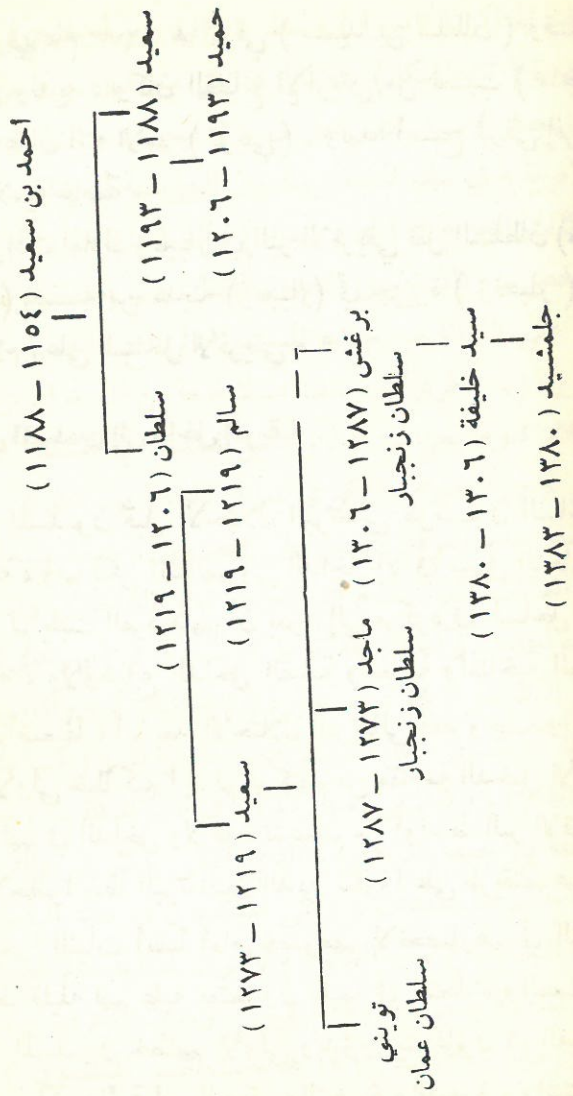 احمد بن سعيد (١١٥٤ – ١١٨٨)
سعيد (١١٨٨ – ١١٩٣)
حميد (١١٩٣ – ١٢٠٦)
سلطان (١٢٠٦ – ١٢١٩)
سالم (١٢١٩ – ١٢١٩)
سعيد (١٢١٩ – ١٢٧٣)
برغش (١٢٨٧ – ١٣٠٦)
سلطان زنجبار
ماجد (١٢٧٣ – ١٢٨٧)
سلطان زنجبار
تويني
سلطان عمان
سيد خليفة (١٣٠٦ – ١٣٨٠)
جلمشيد (١٣٨٠ – ١٣٨٣)